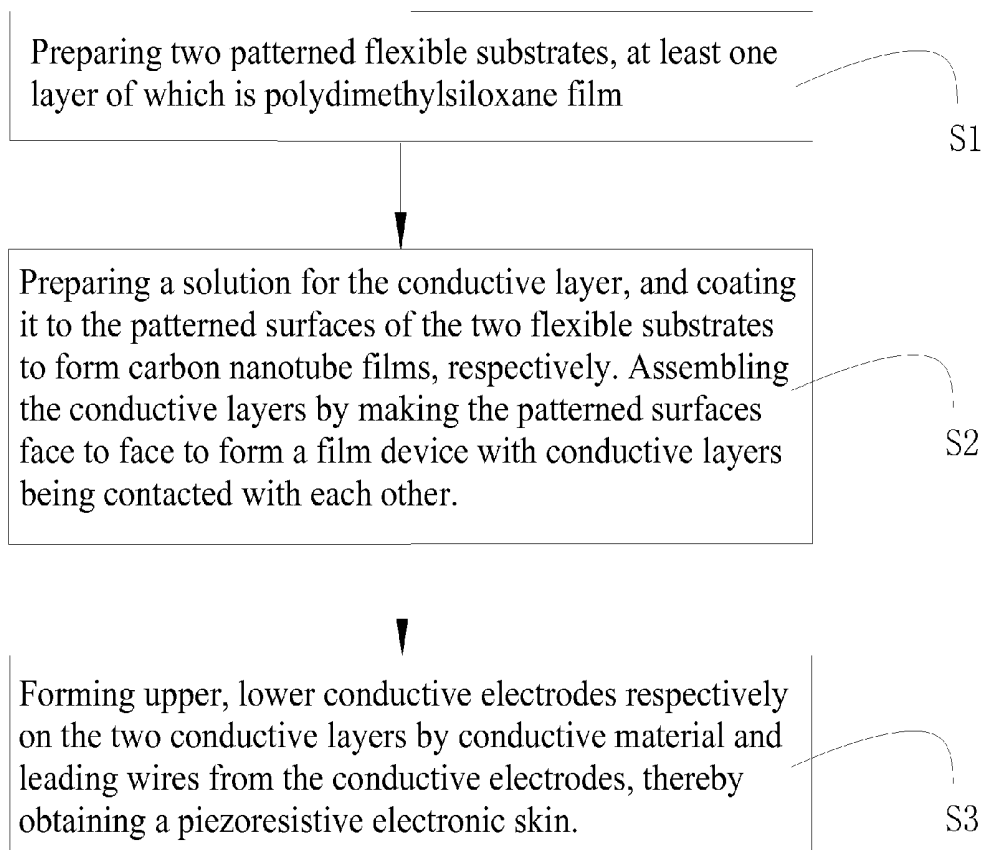 Preparing two patterned flexible substrates, at least one
layer of which is polydimethylsiloxane film
S1
Preparing a solution for the conductive layer, and coating
it to the patterned surfaces of the two flexible substrates
to form carbon nanotube films, respectively. Assembling
the conductive layers by making the patterned surfaces
face to face to form a film device with conductive layers
being contacted with each other.
S2
Forming upper, lower conductive electrodes respectively
on the two conductive layers by conductive material and
leading wires from the conductive electrodes, thereby
obtaining a piezoresistive electronic skin.
S3